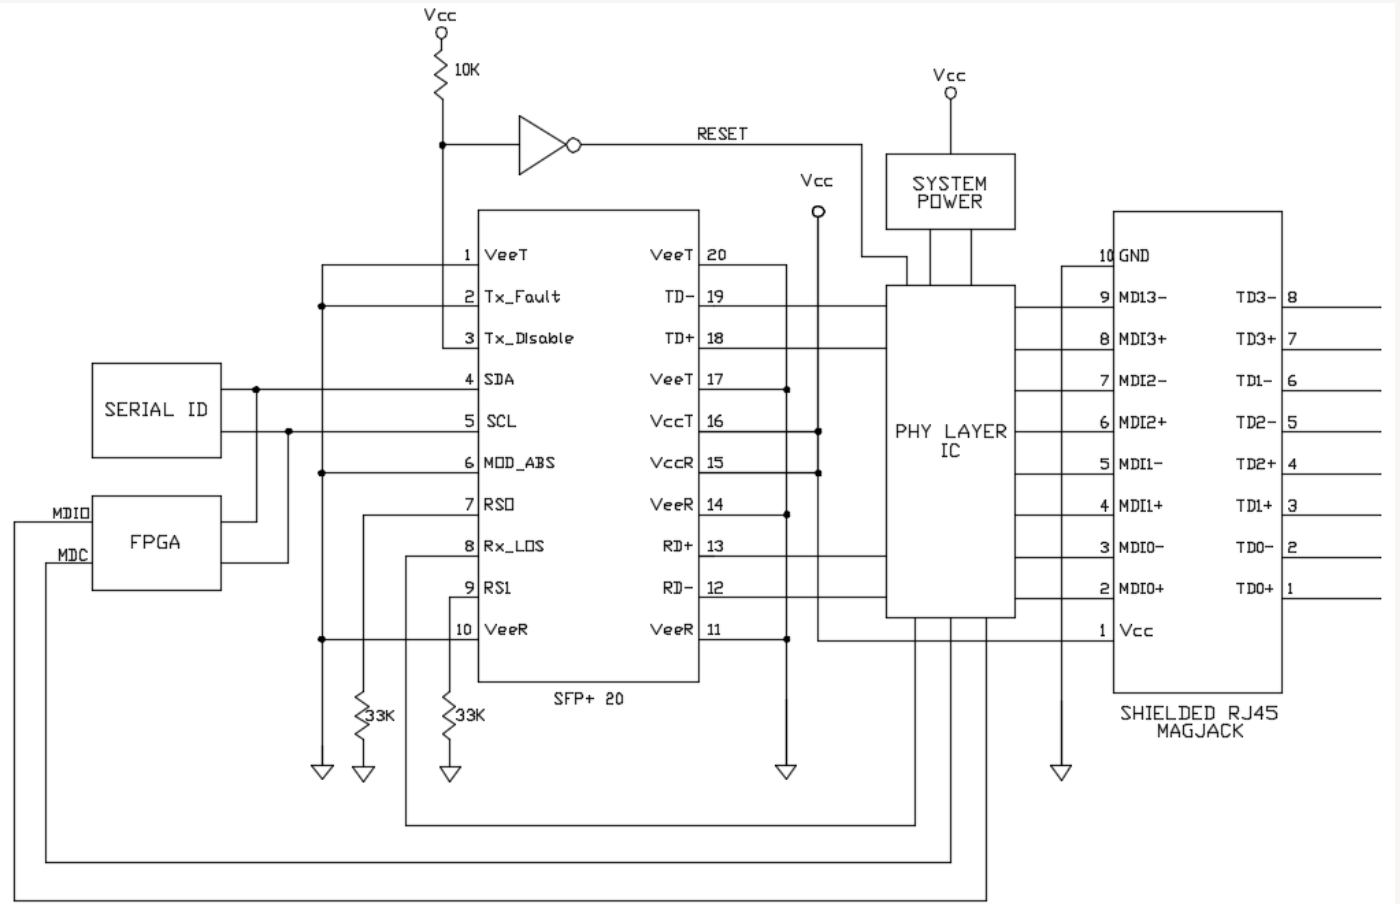 Vcc
10K
RESET
Vcc
SYSTEM
POWER
Vcc
SERIAL ID
MDIO
MDC
FPGA
1 VeeT
2 Tx_Fault
3 Tx_Disable
4 SDA
5 SCL
6 MOD_ABS
7 RS0
8 Rx_LOS
9 RS1
10 VeeR
VeeT 20
TD- 19
TD+ 18
VeeT 17
VccT 16
VccR 15
VeeR 14
RD+ 13
RD- 12
VeeR 11
SFP+ 20
33K
33K
PHY LAYER
IC
10 GND
9 MD13-
8 MDI3+
7 MDI2-
6 MDI2+
5 MDI1-
4 MDI1+
3 MDI0-
2 MDI0+
1 Vcc
TD3- 8
TD3+ 7
TD1- 6
TD2- 5
TD2+ 4
TD1+ 3
TD0- 2
TD0+ 1
SHIELDED RJ45
MAGJACK